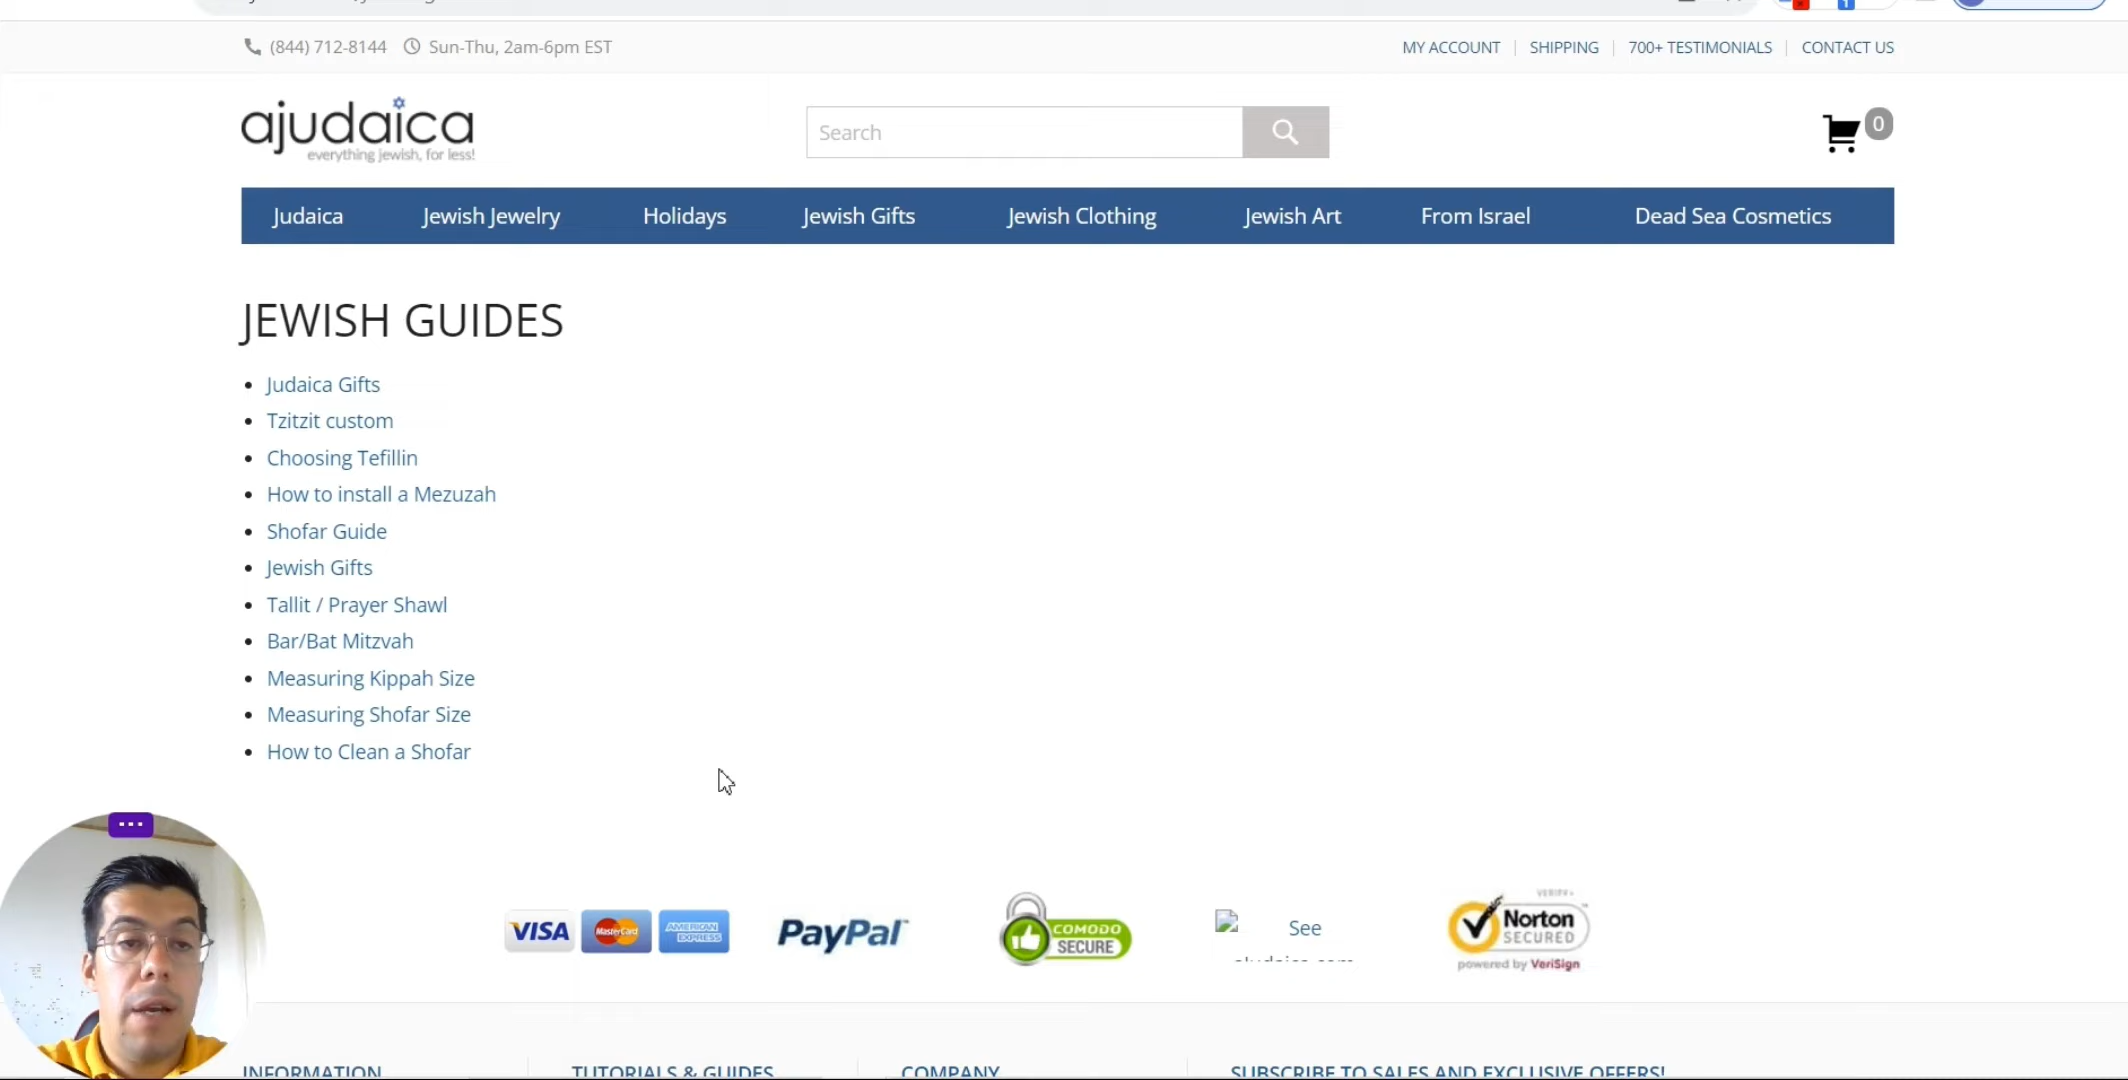 (844) 712-8144 Sun-Thu, 2am-6pm EST
MY ACCOUNT SHIPPING 700+ TESTIMONIALS CONTACT US
ajudaica
everything jewish, for less!
Search
0
Judaica Jewish Jewelry Holidays Jewish Gifts Jewish Clothing Jewish Art From Israel Dead Sea Cosmetics
JEWISH GUIDES
Judaica Gifts
Tzitzit custom
Choosing Tefillin
How to install a Mezuzah
Shofar Guide
Jewish Gifts
Tallit / Prayer Shawl
Bar/Bat Mitzvah
Measuring Kippah Size
Measuring Shofar Size
How to Clean a Shofar
VISA MasterCard AMERICAN EXPRESS
PayPal
COMODO
SECURE
See
VERIFY
Norton
SECURED
powered by VeriSign
INFORMATION TUTORIALS & GUIDES COMPANY SUBSCRIBE TO SALES AND EXCLUSIVE OFFERS!